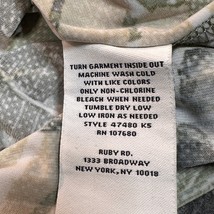 TURN GARMENT INSIDE OUT
MACHINE WASH COLD
WITH LIKE COLORS
ONLY NON-CHLORINE
BLEACH WHEN NEEDED
TUMBLE DRY LOW
LOW IRON AS NEEDED
STYLE 47480 KS
RN 107680
RUBY RD.
1333 BROADWAY
NEW YORK, NY 10018